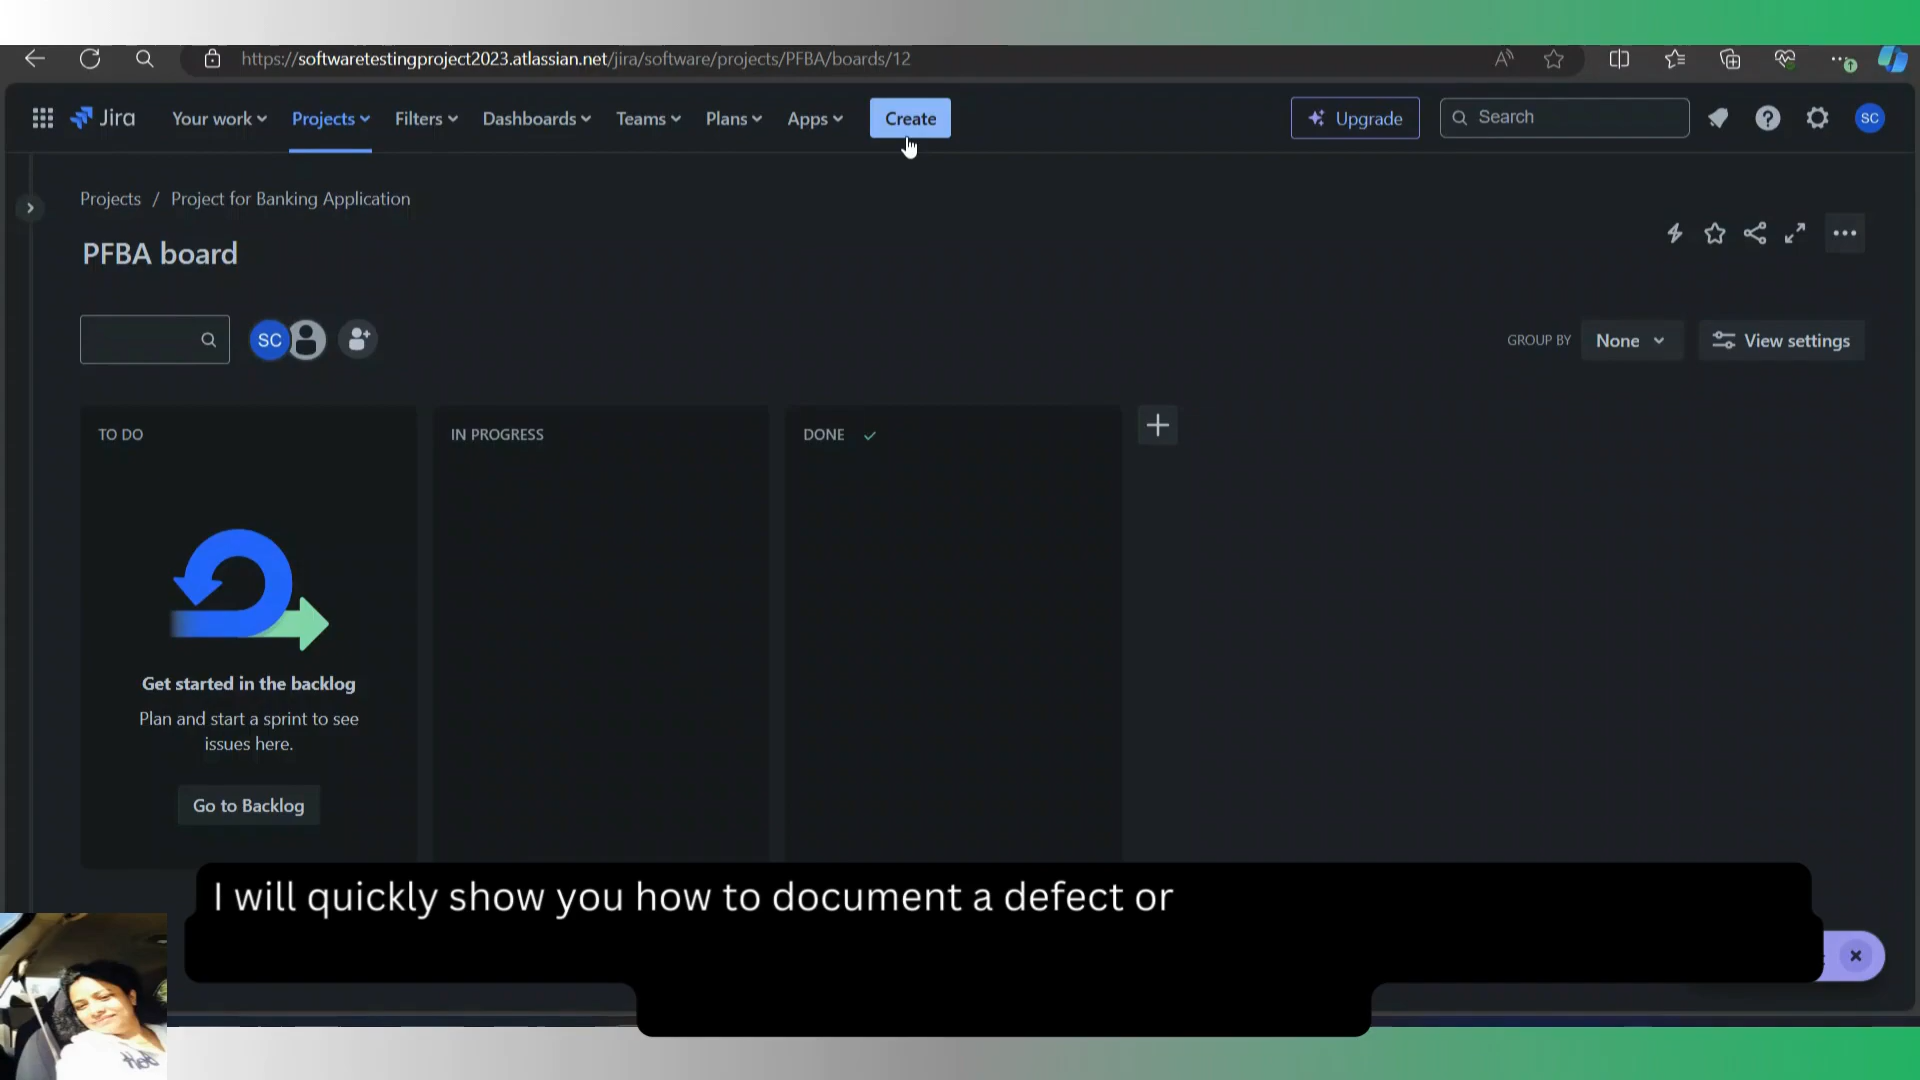 https://softwaretestingproject2023.atlassian.net/jira/software/projects/PFBA/boards/12
Jira
Your work
Projects
Filters
Dashboards
Teams
Plans
Apps
Create
Upgrade
Search
SC
Projects / Project for Banking Application
PFBA board
SC
GROUP BY
None
View settings
TO DO
IN PROGRESS
DONE
Get started in the backlog
Plan and start a sprint to see
issues here.
Go to Backlog
I will quickly show you how to document a defect or